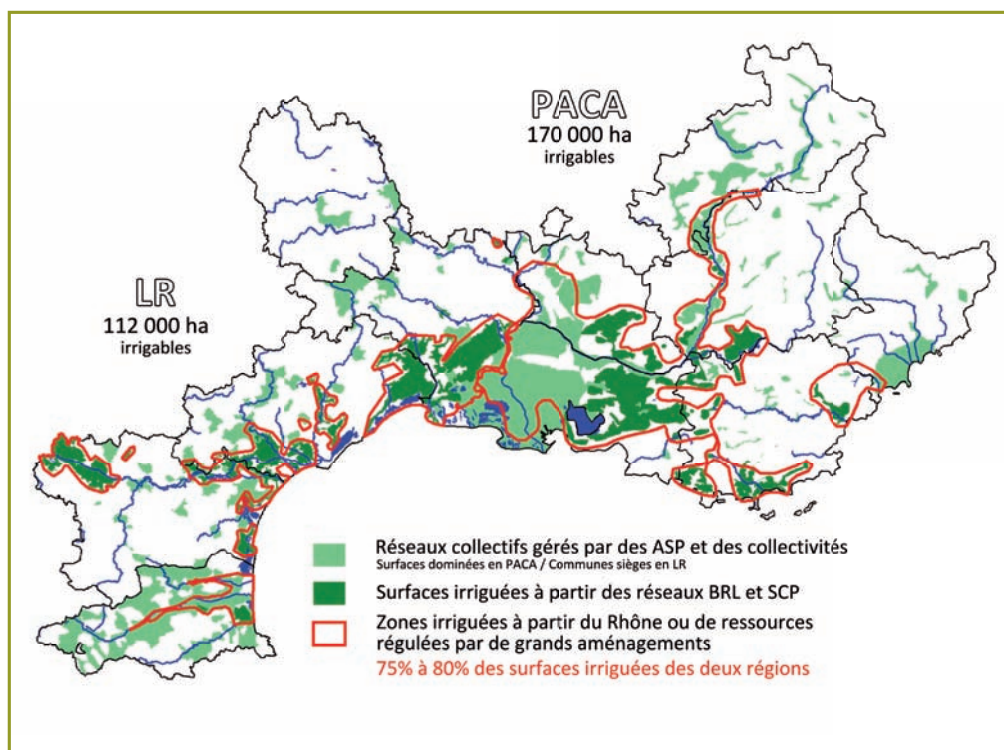 PACA
170 000 ha
irrigables
LR
112 000 ha
irrigables
Réseaux collectifs gérés par des ASP et des collectivités
Surfaces dominées en PACA / Communes sièges en LR
Surfaces irriguées à partir des réseaux BRL et SCP
Zones irriguées à partir du Rhône ou de ressources
régulées par de grands aménagements
75% à 80% des surfaces irriguées des deux régions